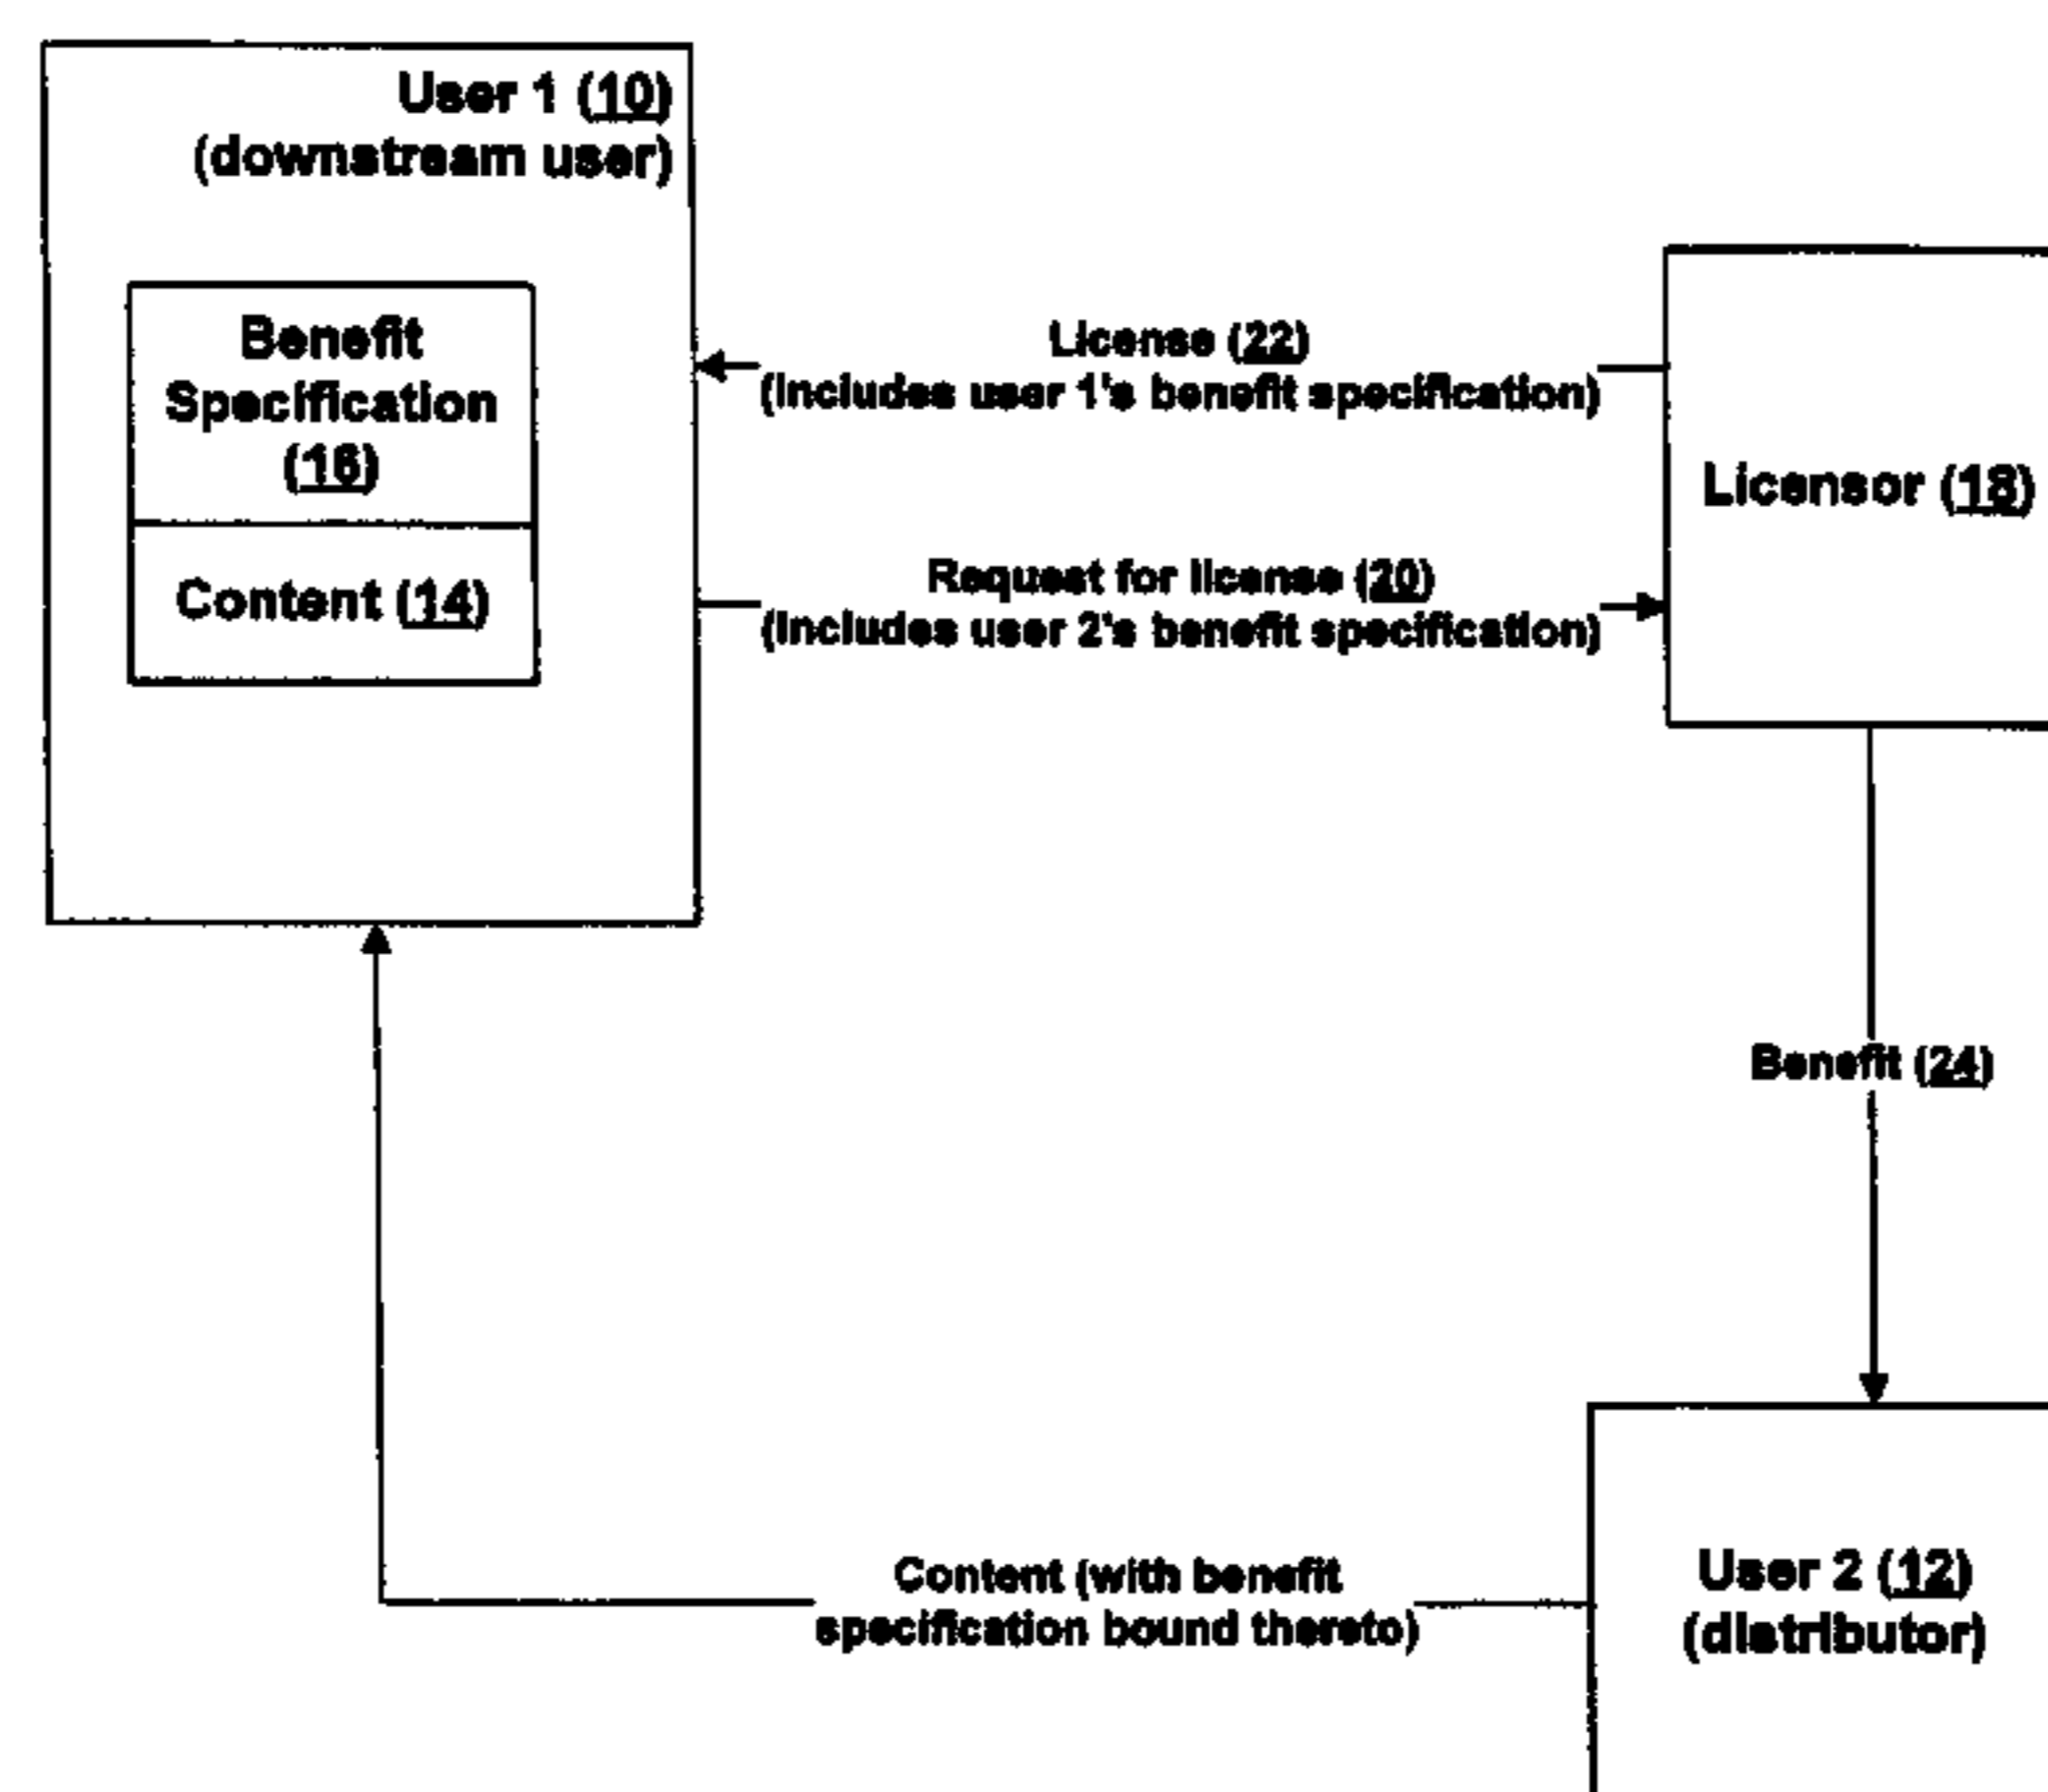 User 1 (10)
(downstream user)
Benefit
Specification
(16)
Content (14)
License (22)
(includes user 1's benefit specification)
Request for license (20)
(includes user 2's benefit specification)
Licensor (18)
Benefit (24)
Content (with benefit
specification bound thereto)
User 2 (12)
(distributor)